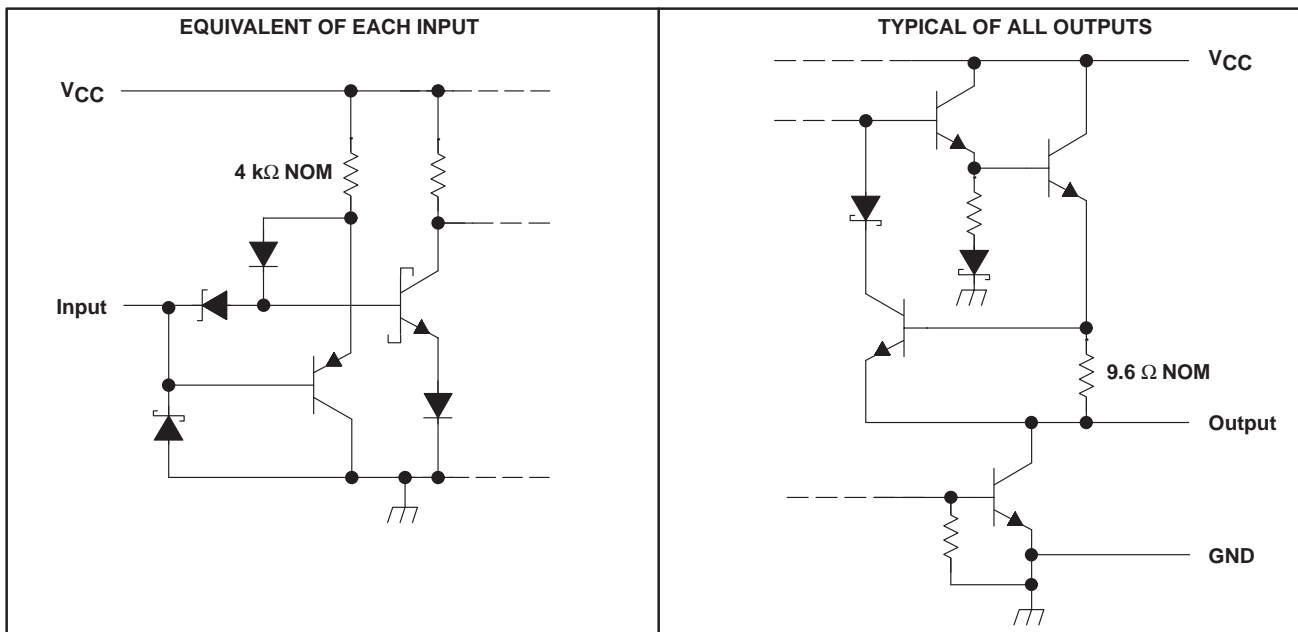 EQUIVALENT OF EACH INPUT
VCC
4 kΩ NOM
Input
TYPICAL OF ALL OUTPUTS
VCC
9.6 Ω NOM
Output
GND